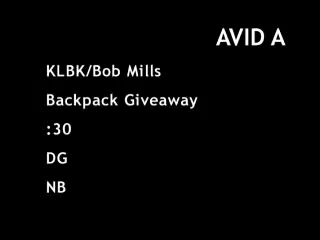 AVID A
KLBK/Bob Mills
Backpack Giveaway
:30
DG
NB